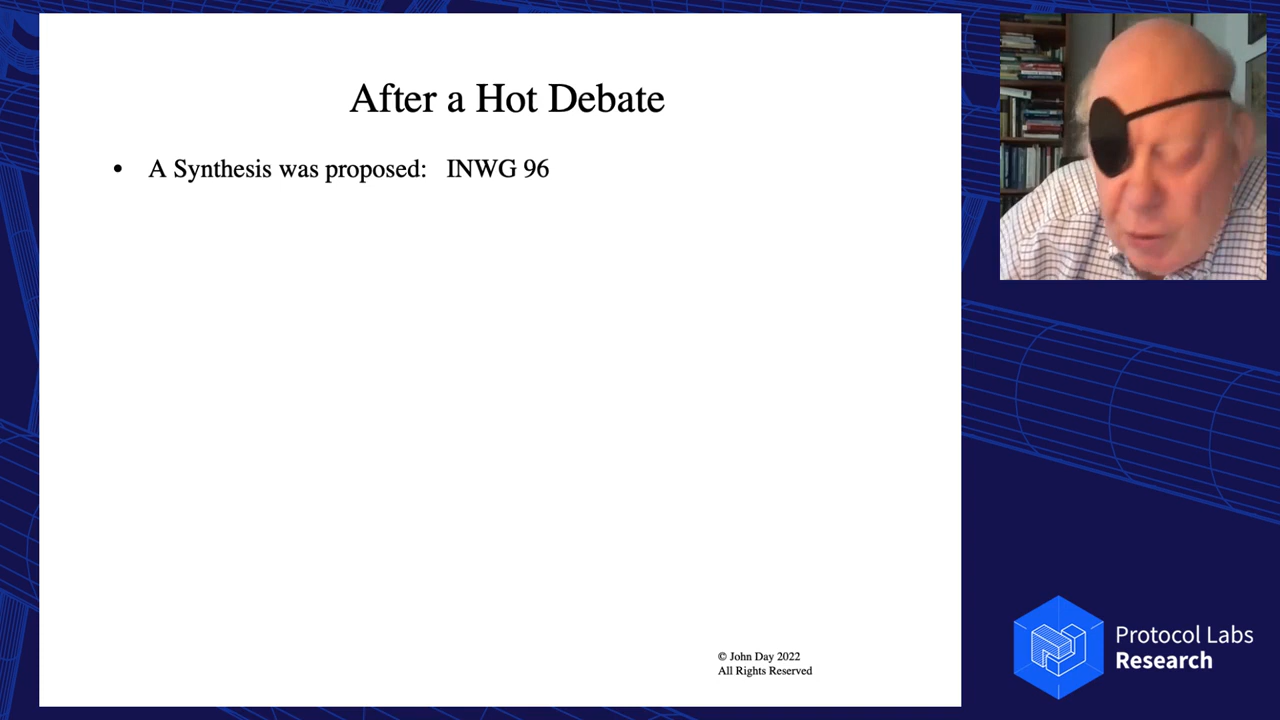 After a Hot Debate
• A Synthesis was proposed: INWG 96
© John Day 2022
All Rights Reserved
Protocol Labs
Research